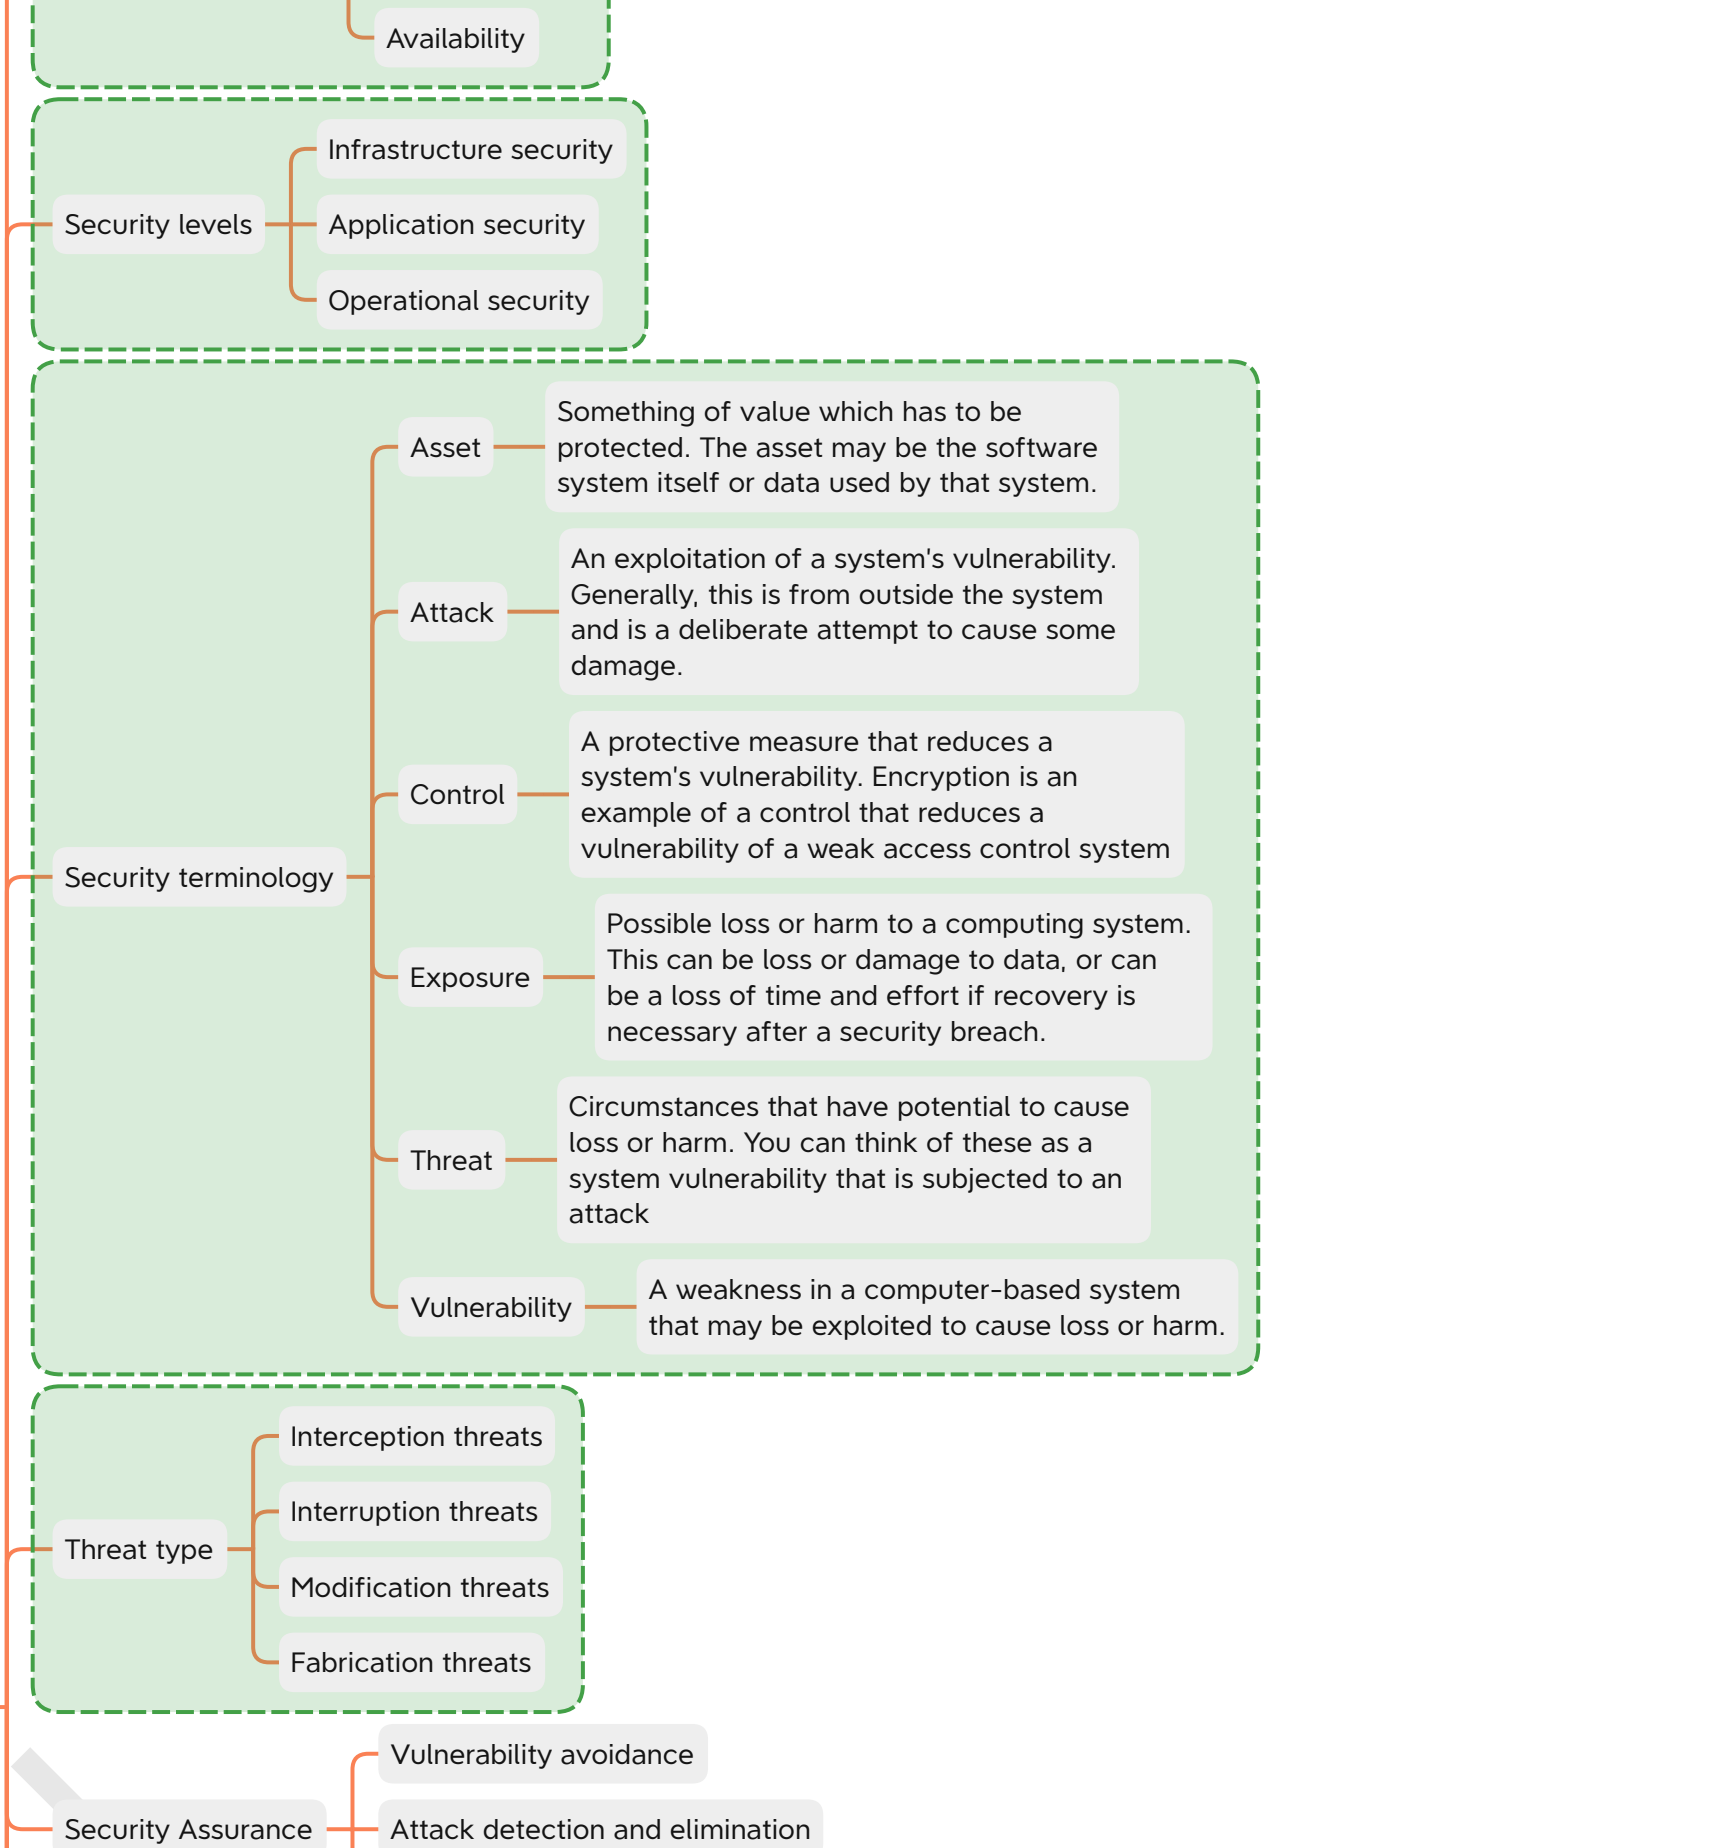 Availability
Infrastructure security
Security levels
Application security
Operational security
Something of value which has to be
protected. The asset may be the software
system itself or data used by that system.
Asset
An exploitation of a system's vulnerability.
Generally, this is from outside the system
and is a deliberate attempt to cause some
damage.
Attack
A protective measure that reduces a
system's vulnerability. Encryption is an
example of a control that reduces a
vulnerability of a weak access control system
Control
Security terminology
Possible loss or harm to a computing system.
This can be loss or damage to data, or can
be a loss of time and effort if recovery is
necessary after a security breach.
Exposure
Circumstances that have potential to cause
loss or harm. You can think of these as a
system vulnerability that is subjected to an
attack
Threat
Vulnerability
A weakness in a computer-based system
that may be exploited to cause loss or harm.
Interception threats
Interruption threats
Threat type
Modification threats
Fabrication threats
Vulnerability avoidance
Security Assurance
Attack detection and elimination